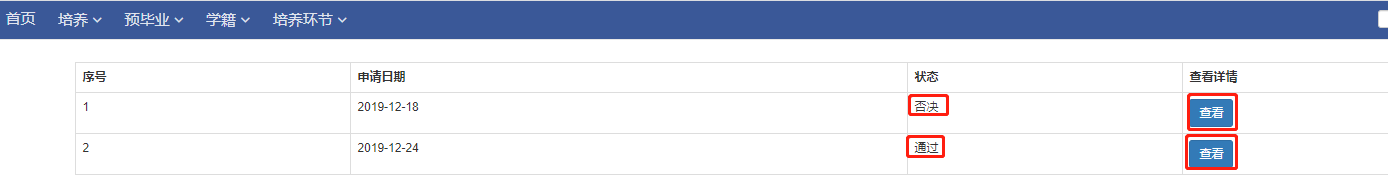 首页 培养 预毕业 学籍 培养环节
序号 申请日期 状态 查看详情
1 2019-12-18 否决 查看
2 2019-12-24 通过 查看